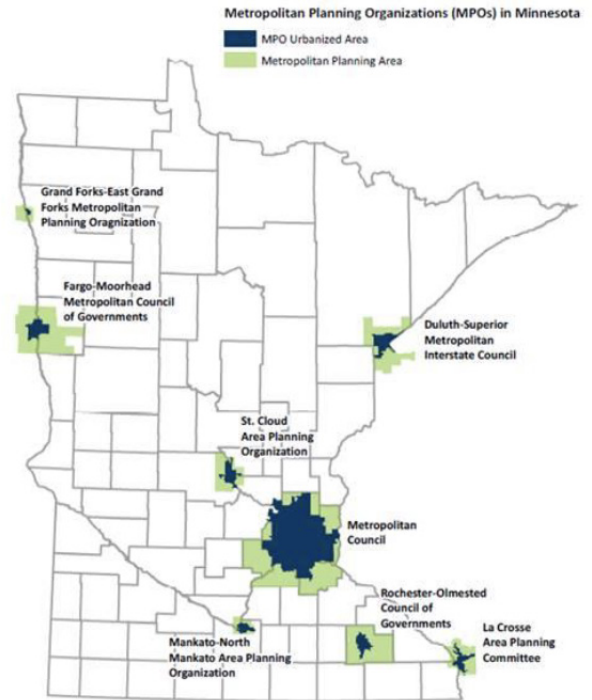 Metropolitan Planning Organizations (MPOs) in Minnesota
MPO Urbanized Area
Metropolitan Planning Area
Grand Forks-East Grand
Forks Metropolitan
Planning Oragnization
Fargo-Moorhead
Metropolitan Council
of Governments
Duluth-Superior
Metropolitan
Interstate Council
St. Cloud
Area Planning
Organization
Metropolitan
Council
Rochester-Olmested
Council of
Governments
La Crosse
Area Planning
Committee
Mankato-North
Mankato Area Planning
Organization